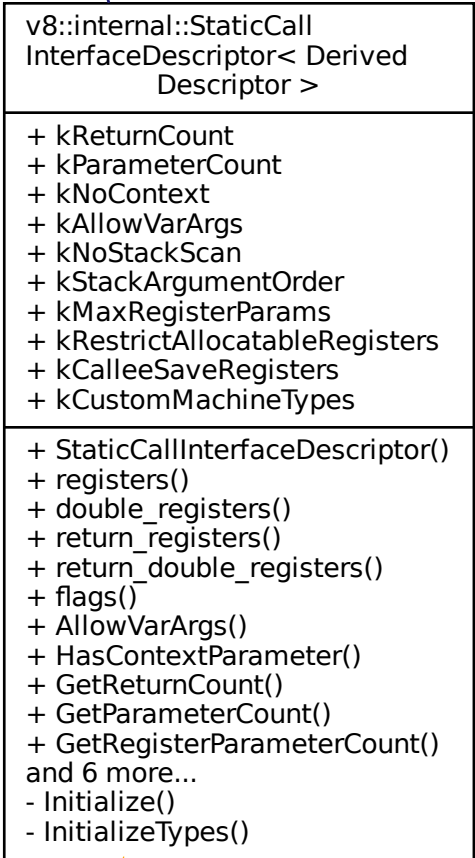 v8::internal::StaticCall
InterfaceDescriptor< Derived
Descriptor >
+ kReturnCount
+ kParameterCount
+ kNoContext
+ kAllowVarArgs
+ kNoStackScan
+ kStackArgumentOrder
+ kMaxRegisterParams
+ kRestrictAllocatableRegisters
+ kCalleeSaveRegisters
+ kCustomMachineTypes
+ StaticCallInterfaceDescriptor()
+ registers()
+ double_registers()
+ return_registers()
+ return_double_registers()
+ flags()
+ AllowVarArgs()
+ HasContextParameter()
+ GetReturnCount()
+ GetParameterCount()
+ GetRegisterParameterCount()
and 6 more...
- Initialize()
- InitializeTypes()